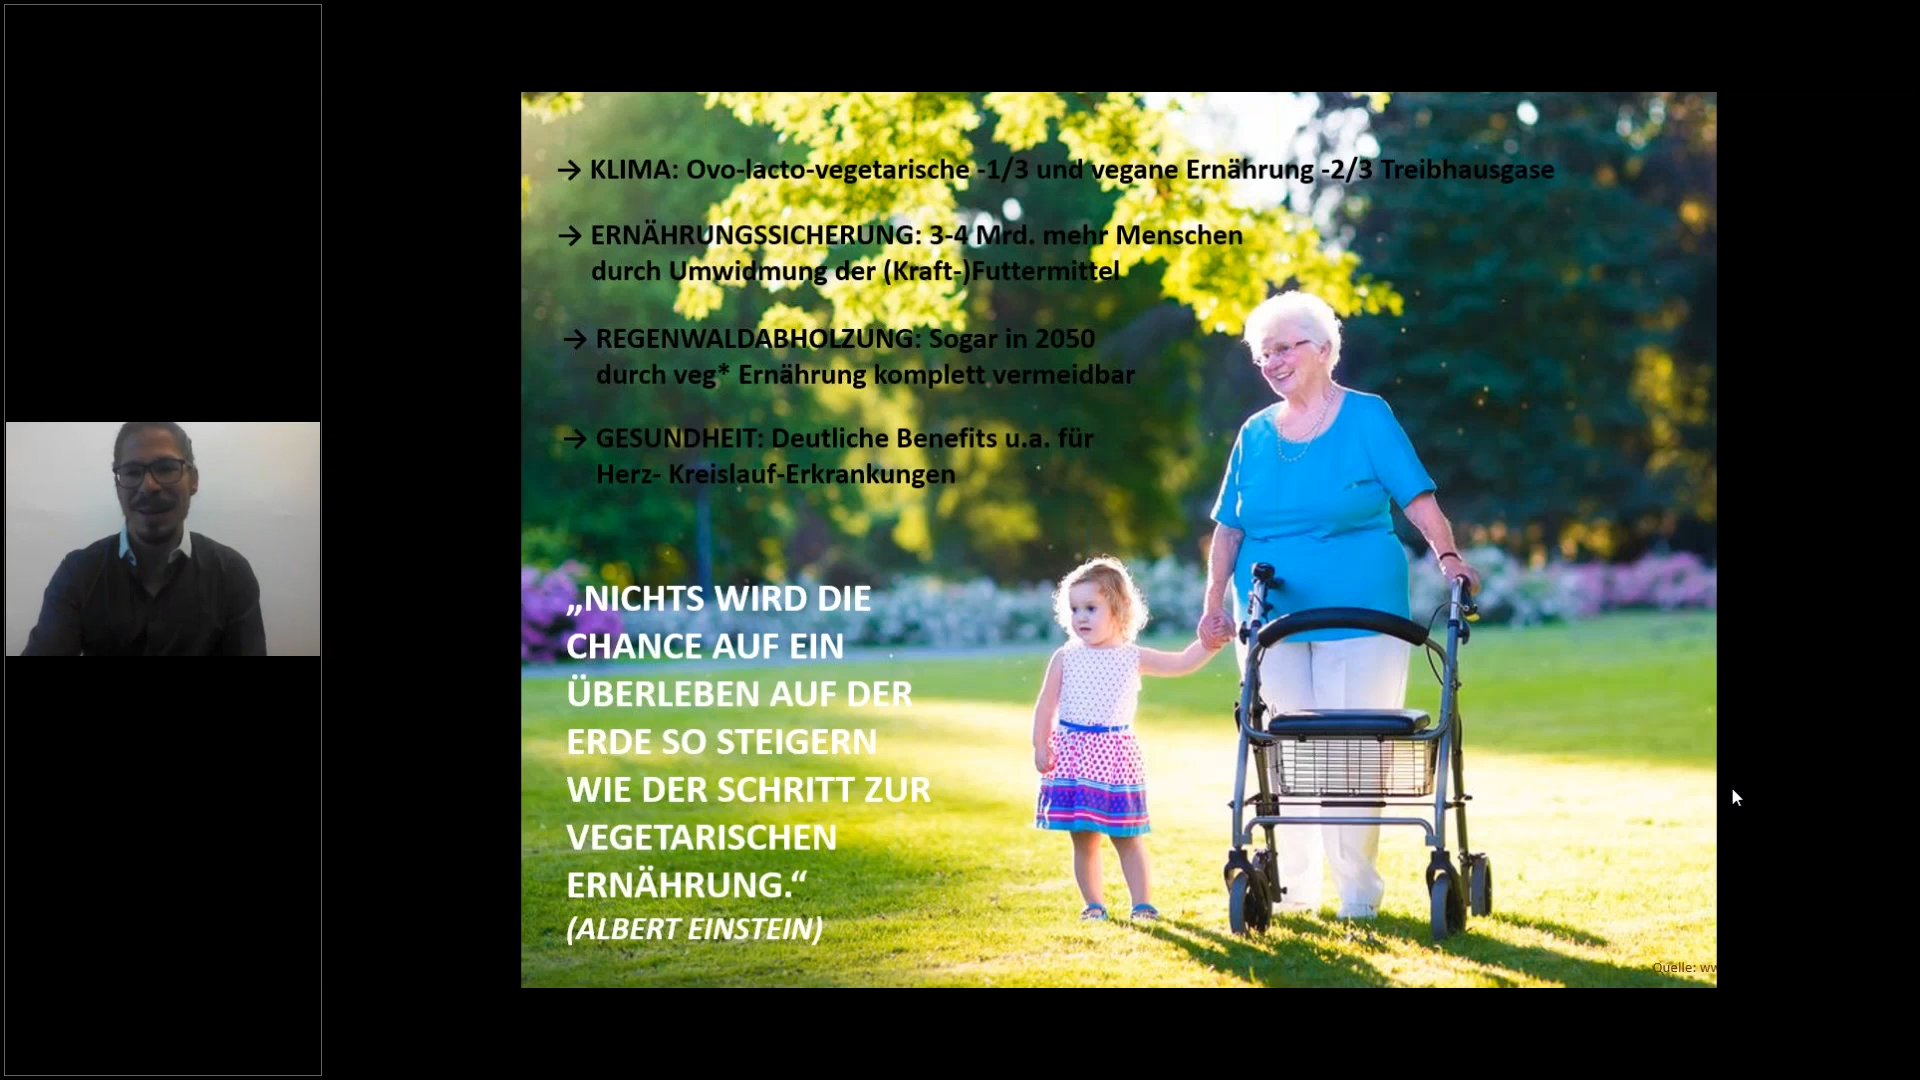 → KLIMA: Ovo-lacto-vegetarische -1/3 und vegane Ernährung -2/3 Treibhausgase
→ ERNÄHRUNGSSICHERUNG: 3-4 Mrd. mehr Menschen
durch Umwidmung der (Kraft-)Futtermittel
→ REGENWALDABHOLZUNG: Sogar in 2050
durch veg* Ernährung komplett vermeidbar
→ GESUNDHEIT: Deutliche Benefits u.a. für
Herz- Kreislauf-Erkrankungen
„NICHTS WIRD DIE
CHANCE AUF EIN
ÜBERLEBEN AUF DER
ERDE SO STEIGERN
WIE DER SCHRITT ZUR
VEGETARISCHEN
ERNÄHRUNG.“
(ALBERT EINSTEIN)
Quelle: